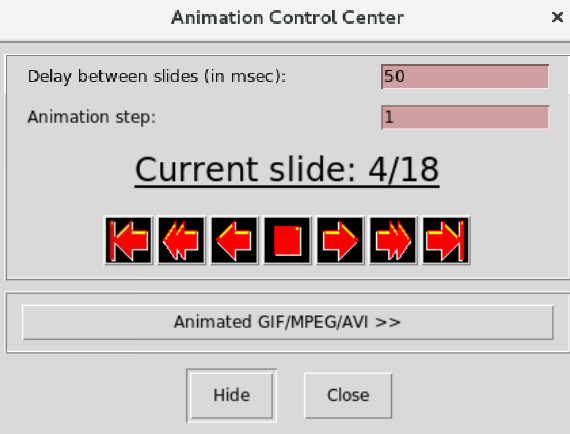 Animation Control Center
Delay between slides (in msec): 50
Animation step: 1
Current slide: 4/18
Animated GIF/MPEG/AVI >>
Hide Close